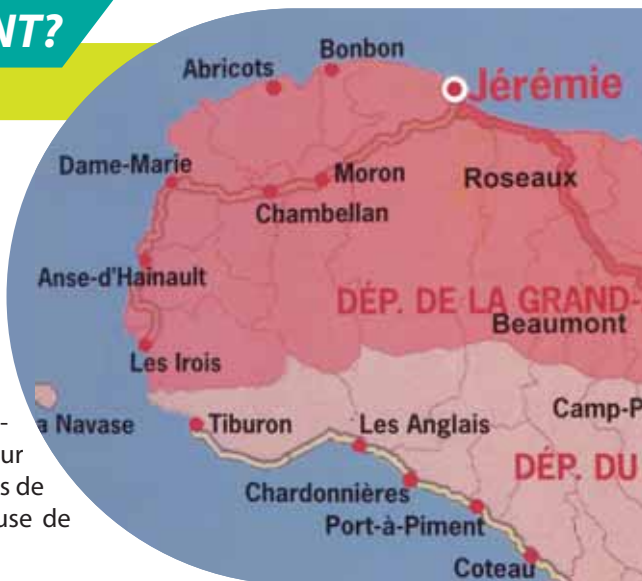 NT?
Bonbon
Abricots
Jérémie
Dame-Marie
Moron
Roseaux
Chambellan
Anse-d'Hainault
DÉP. DE LA GRAND
Beaumont
Les Irois
a Navase
Tiburon
Les Anglais
Camp-P
DÉP. DU
Chardonnières
Port-à-Piment
Coteau
-
ur
s de
use de